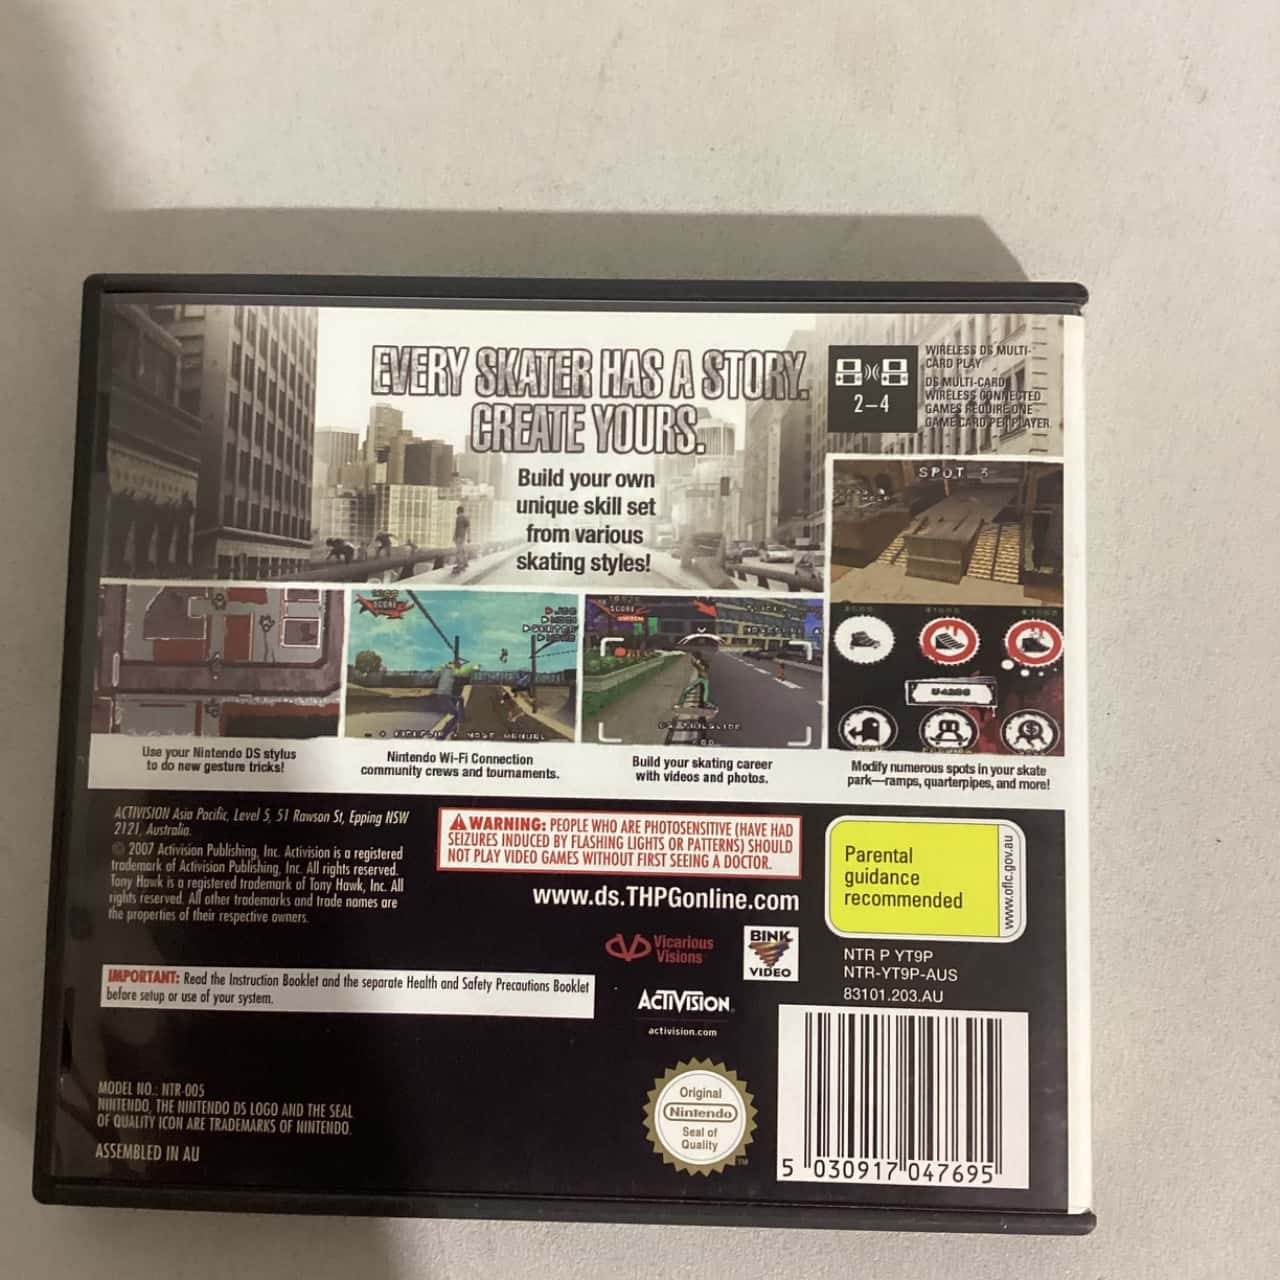 EVERY SKATER HAS A STORY.
CREATE YOURS.
Build your own
unique skill set
from various
skating styles!
2–4
WIRELESS DS MULTI-
CARD PLAY
DS MULTI-CARD
WIRELESS CONNECTED
GAMES REQUIRE ONE
GAME CARD PER PLAYER.
SPOT 3
SCORE
SCORE
Use your Nintendo DS stylus
to do new gesture tricks!
Nintendo Wi-Fi Connection
community crews and tournaments.
Build your skating career
with videos and photos.
Modify numerous spots in your skate
park—ramps, quarterpipes, and more!
ACTIVISION Asia Pacific, Level 5, 51 Rawson St, Epping NSW
2121, Australia.
© 2007 Activision Publishing, Inc. Activision is a registered
trademark of Activision Publishing, Inc. All rights reserved.
Tony Hawk is a registered trademark of Tony Hawk, Inc. All
rights reserved. All other trademarks and trade names are
the properties of their respective owners.
WARNING: PEOPLE WHO ARE PHOTOSENSITIVE (HAVE HAD
SEIZURES INDUCED BY FLASHING LIGHTS OR PATTERNS) SHOULD
NOT PLAY VIDEO GAMES WITHOUT FIRST SEEING A DOCTOR.
www.ds.THPGonline.com
Parental
guidance
recommended
www.oflc.gov.au
Vicarious
Visions
BINK
VIDEO
NTR P YT9P
NTR-YT9P-AUS
83101.203.AU
IMPORTANT: Read the Instruction Booklet and the separate Health and Safety Precautions Booklet
before setup or use of your system.
ACTIVISION
activision.com
MODEL NO.: NTR-005
NINTENDO, THE NINTENDO DS LOGO AND THE SEAL
OF QUALITY ICON ARE TRADEMARKS OF NINTENDO.
ASSEMBLED IN AU
Original
Nintendo
Seal of
Quality
TM
5 030917 047695